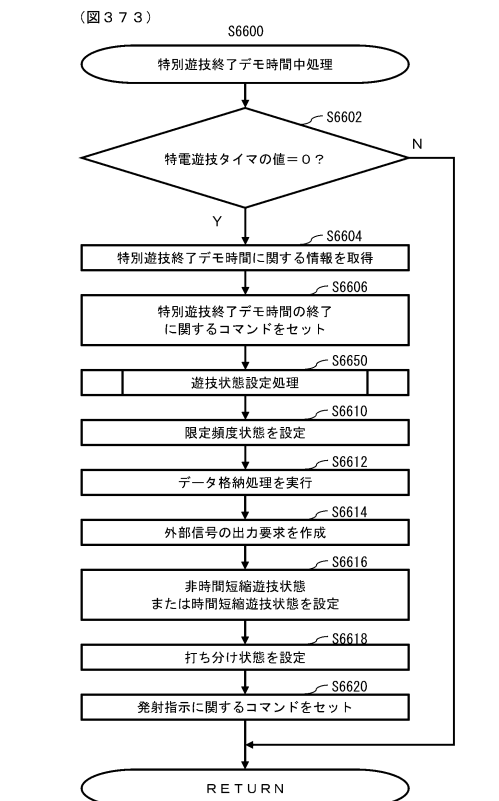 （図３７３）
S6600
特別遊技終了デモ時間中処理
S6602
特電遊技タイマの値＝０？
N
Y
S6604
特別遊技終了デモ時間に関する情報を取得
S6606
特別遊技終了デモ時間の終了
に関するコマンドをセット
S6650
遊技状態設定処理
S6610
限定頻度状態を設定
S6612
データ格納処理を実行
S6614
外部信号の出力要求を作成
S6616
非時間短縮遊技状態
または時間短縮遊技状態を設定
S6618
打ち分け状態を設定
S6620
発射指示に関するコマンドをセット
ＲＥＴＵＲＮ